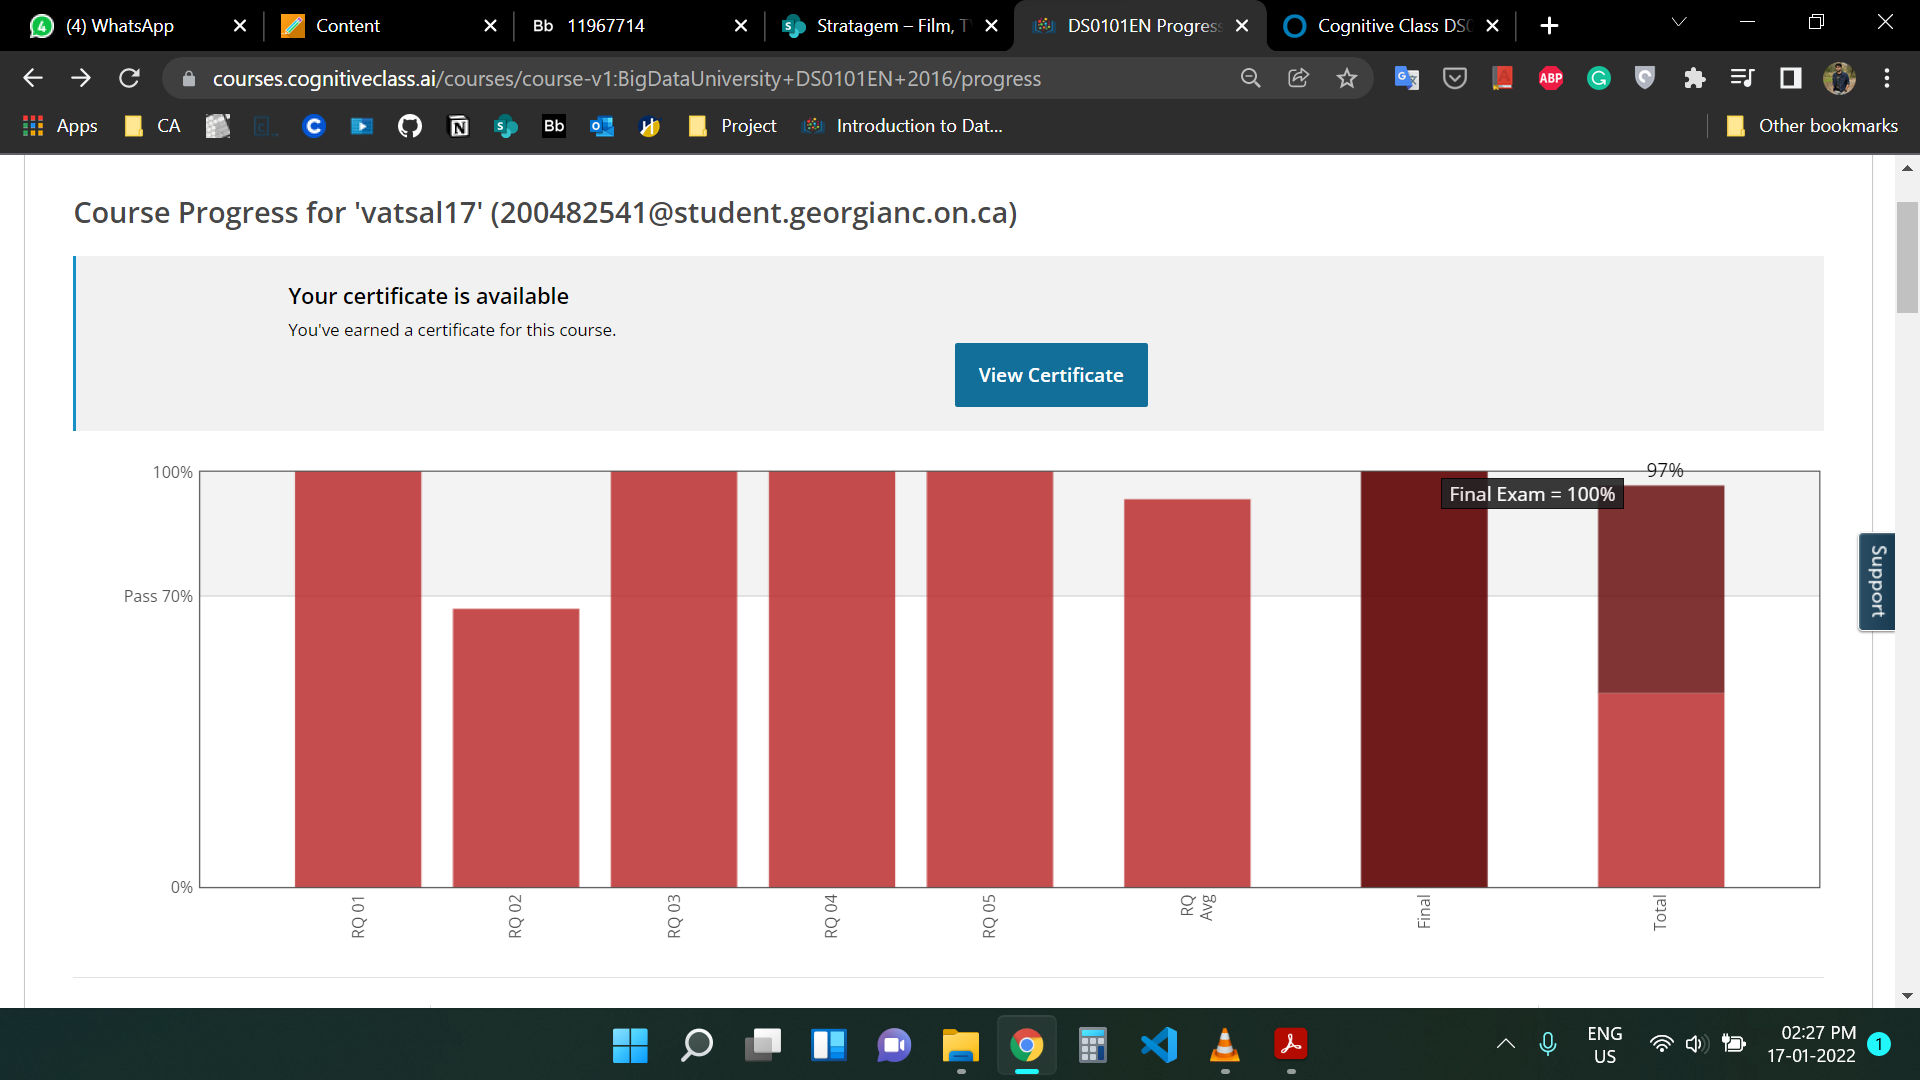 (4) WhatsApp
Content
Bb 11967714
Stratagem – Film, T
DS0101EN Progress
Cognitive Class DS0
courses.cognitiveclass.ai/courses/course-v1:BigDataUniversity+DS0101EN+2016/progress
ABP
Apps
CA
Bb
Project
Introduction to Dat...
Other bookmarks
Course Progress for 'vatsal17' (200482541@student.georgianc.on.ca)
Your certificate is available
You've earned a certificate for this course.
View Certificate
100%
97%
Final Exam = 100%
Support
Pass 70%
0%
RQ 01
RQ 02
RQ 03
RQ 04
RQ 05
RQ
Avg
Final
Total
ENG
US
02:27 PM
17-01-2022
1